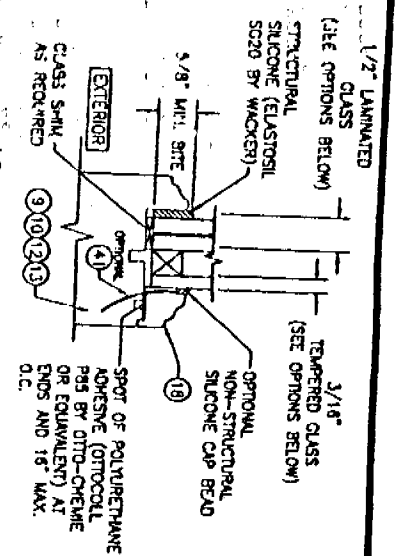 1/2" LAMINATED
GLASS
(SEE OPTIONS BELOW)
STRUCTURAL
SILICONE (ELASTOSIL
SG20 BY WACKER)
5/8" MIN. BITE
EXTERIOR
GLASS SHIM
AS REQUIRED
3/16"
TEMPERED GLASS
(SEE OPTIONS BELOW)
OPTIONAL
NON-STRUCTURAL
SILICONE CAP BEAD
18
OPTIONAL
41
9 10 12 13
SPOT OF POLYURETHANE
ADHESIVE (OTTOCOLL
P85 BY OTTO-CHEMIE
OR EQUIVALENT) AT
ENDS AND 16" MAX.
O.C.